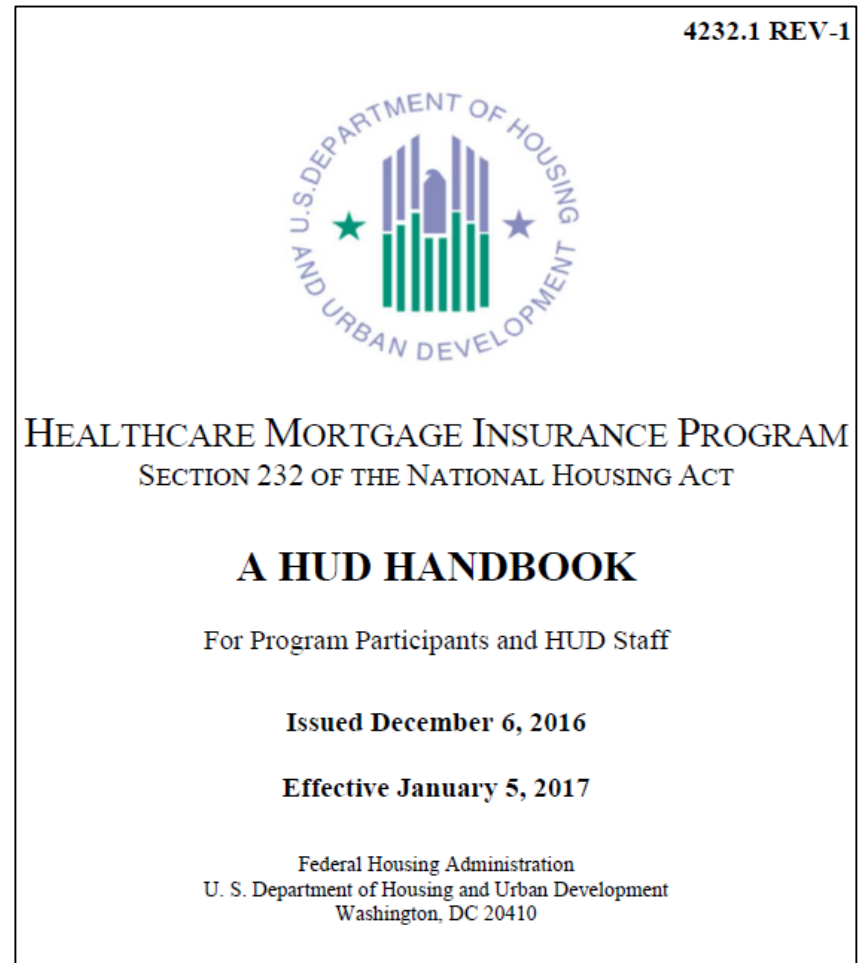 4232.1 REV-1
U.S. DEPARTMENT OF HOUSING
AND URBAN DEVELOPMENT
HEALTHCARE MORTGAGE INSURANCE PROGRAM
SECTION 232 OF THE NATIONAL HOUSING ACT
A HUD HANDBOOK
For Program Participants and HUD Staff
Issued December 6, 2016
Effective January 5, 2017
Federal Housing Administration
U. S. Department of Housing and Urban Development
Washington, DC 20410